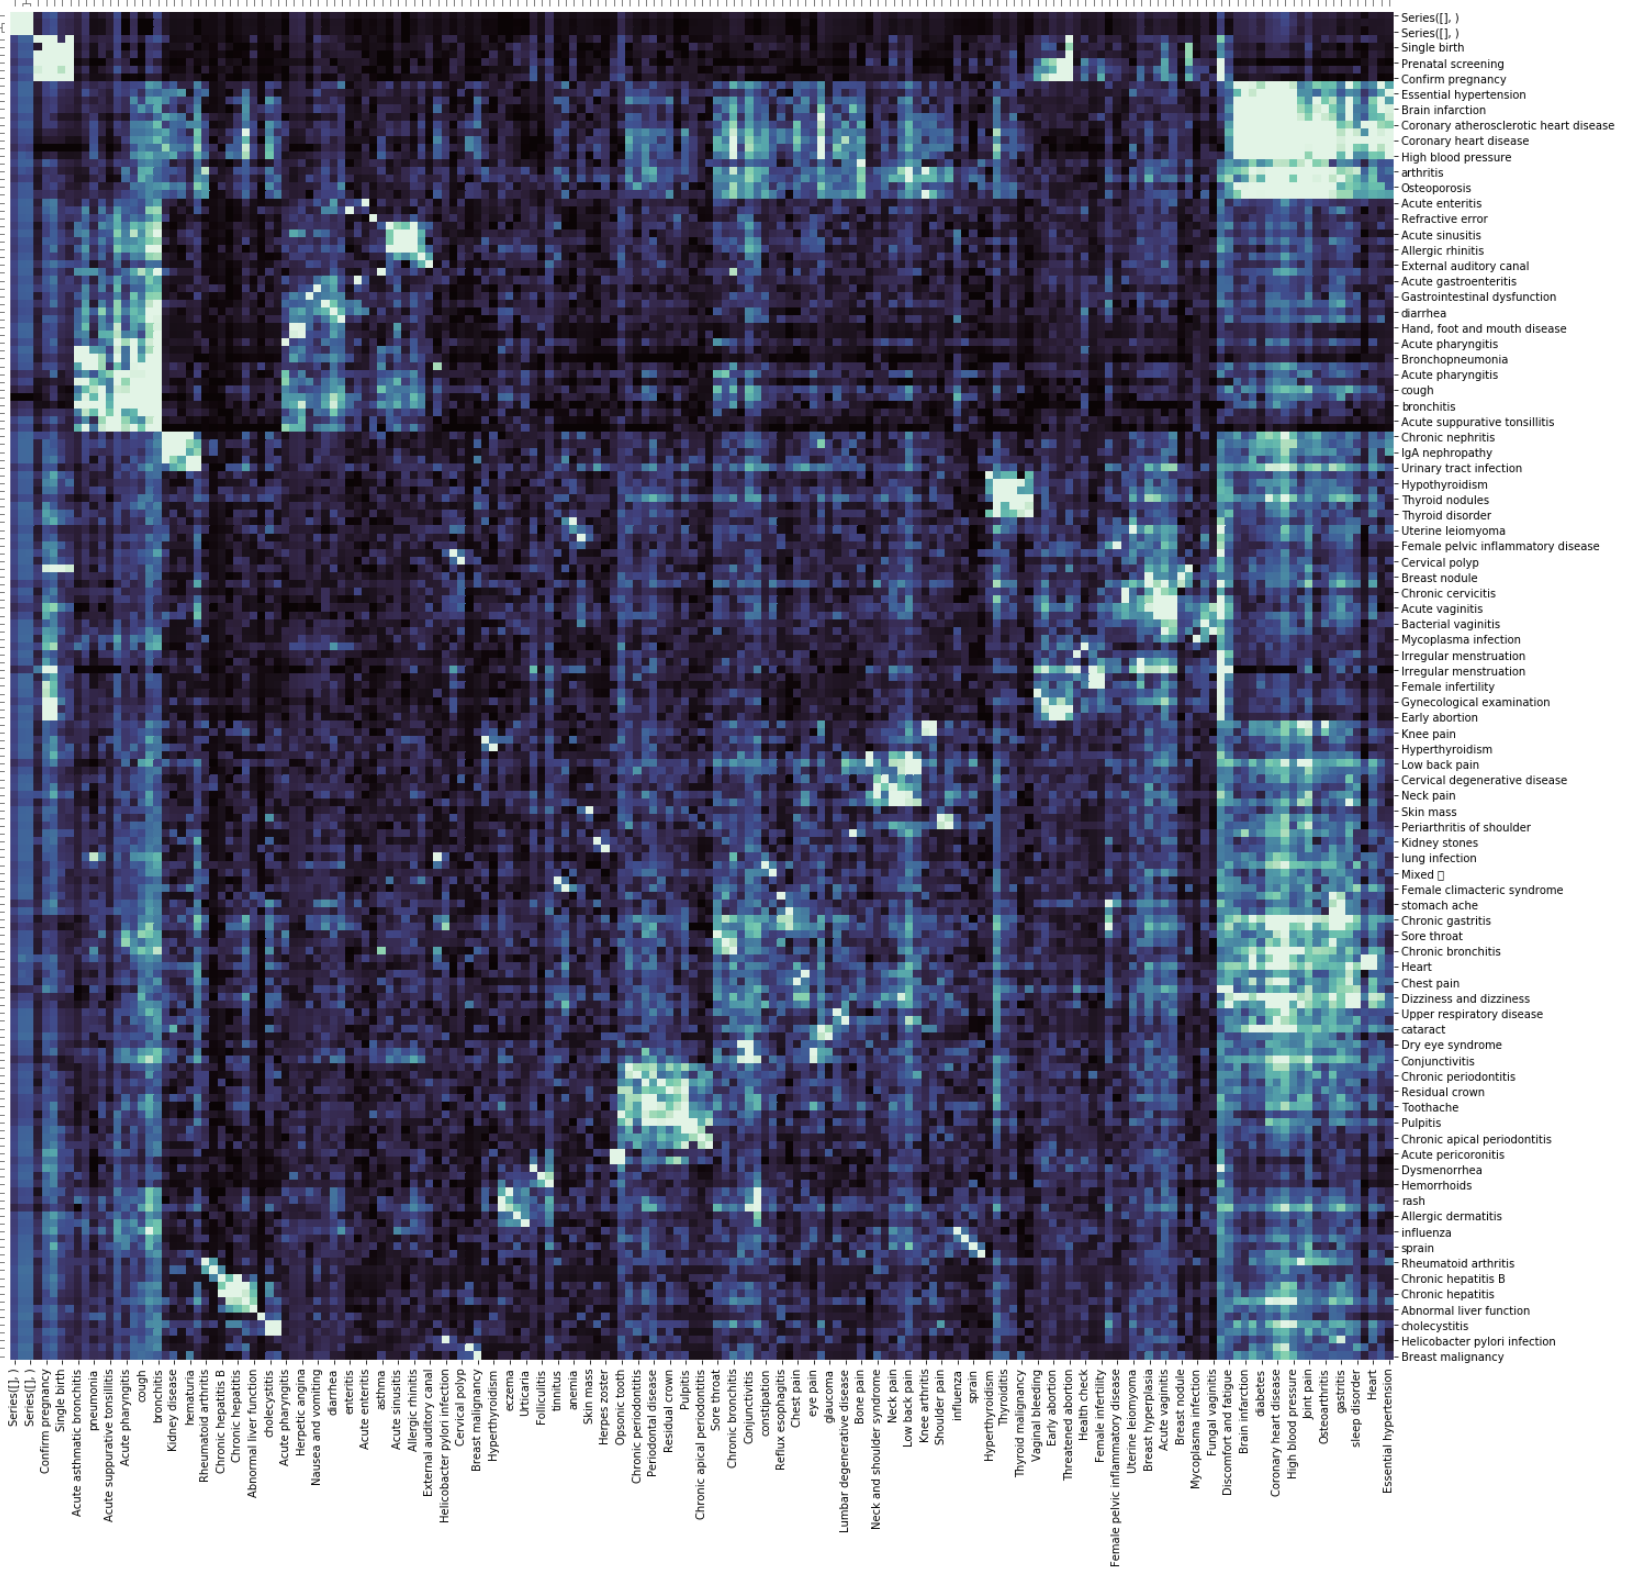 Series([], )
Series([], )
Single birth
Prenatal screening
Confirm pregnancy
Essential hypertension
Brain infarction
Coronary atherosclerotic heart disease
Coronary heart disease
High blood pressure
arthritis
Osteoporosis
Acute enteritis
Refractive error
Acute sinusitis
Allergic rhinitis
External auditory canal
Acute gastroenteritis
Gastrointestinal dysfunction
diarrhea
Hand, foot and mouth disease
Acute pharyngitis
Bronchopneumonia
Acute pharyngitis
cough
bronchitis
Acute suppurative tonsillitis
Chronic nephritis
IgA nephropathy
Urinary tract infection
Hypothyroidism
Thyroid nodules
Thyroid disorder
Uterine leiomyoma
Female pelvic inflammatory disease
Cervical polyp
Breast nodule
Chronic cervicitis
Acute vaginitis
Bacterial vaginitis
Mycoplasma infection
Irregular menstruation
Irregular menstruation
Female infertility
Gynecological examination
Early abortion
Knee pain
Hyperthyroidism
Low back pain
Cervical degenerative disease
Neck pain
Skin mass
Periarthritis of shoulder
Kidney stones
lung infection
Mixed
Female climacteric syndrome
stomach ache
Chronic gastritis
Sore throat
Chronic bronchitis
Heart
Chest pain
Dizziness and dizziness
Upper respiratory disease
cataract
Dry eye syndrome
Conjunctivitis
Chronic periodontitis
Residual crown
Toothache
Pulpitis
Chronic apical periodontitis
Acute pericoronitis
Dysmenorrhea
Hemorrhoids
rash
Allergic dermatitis
influenza
sprain
Rheumatoid arthritis
Chronic hepatitis B
Chronic hepatitis
Abnormal liver function
cholecystitis
Helicobacter pylori infection
Breast malignancy
Series([], )
Series([], )
Confirm pregnancy
Single birth
Acute asthmatic bronchitis
pneumonia
Acute suppurative tonsillitis
Acute pharyngitis
cough
bronchitis
Kidney disease
hematuria
Rheumatoid arthritis
Chronic hepatitis B
Chronic hepatitis
Abnormal liver function
cholecystitis
Acute pharyngitis
Herpetic angina
Nausea and vomiting
diarrhea
enteritis
Acute enteritis
asthma
Acute sinusitis
Allergic rhinitis
External auditory canal
Helicobacter pylori infection
Cervical polyp
Breast malignancy
Hyperthyroidism
eczema
Urticaria
Folliculitis
tinnitus
anemia
Skin mass
Herpes zoster
Opsonic tooth
Chronic periodontitis
Periodontal disease
Residual crown
Pulpitis
Chronic apical periodontitis
Sore throat
Chronic bronchitis
Conjunctivitis
constipation
Reflux esophagitis
Chest pain
eye pain
glaucoma
Lumbar degenerative disease
Bone pain
Neck and shoulder syndrome
Neck pain
Low back pain
Knee arthritis
Shoulder pain
influenza
sprain
Hyperthyroidism
Thyroiditis
Thyroid malignancy
Vaginal bleeding
Early abortion
Threatened abortion
Health check
Female infertility
Female pelvic inflammatory disease
Uterine leiomyoma
Breast hyperplasia
Acute vaginitis
Breast nodule
Mycoplasma infection
Fungal vaginitis
Discomfort and fatigue
Brain infarction
diabetes
Coronary heart disease
High blood pressure
Joint pain
Osteoarthritis
gastritis
sleep disorder
Heart
Essential hypertension